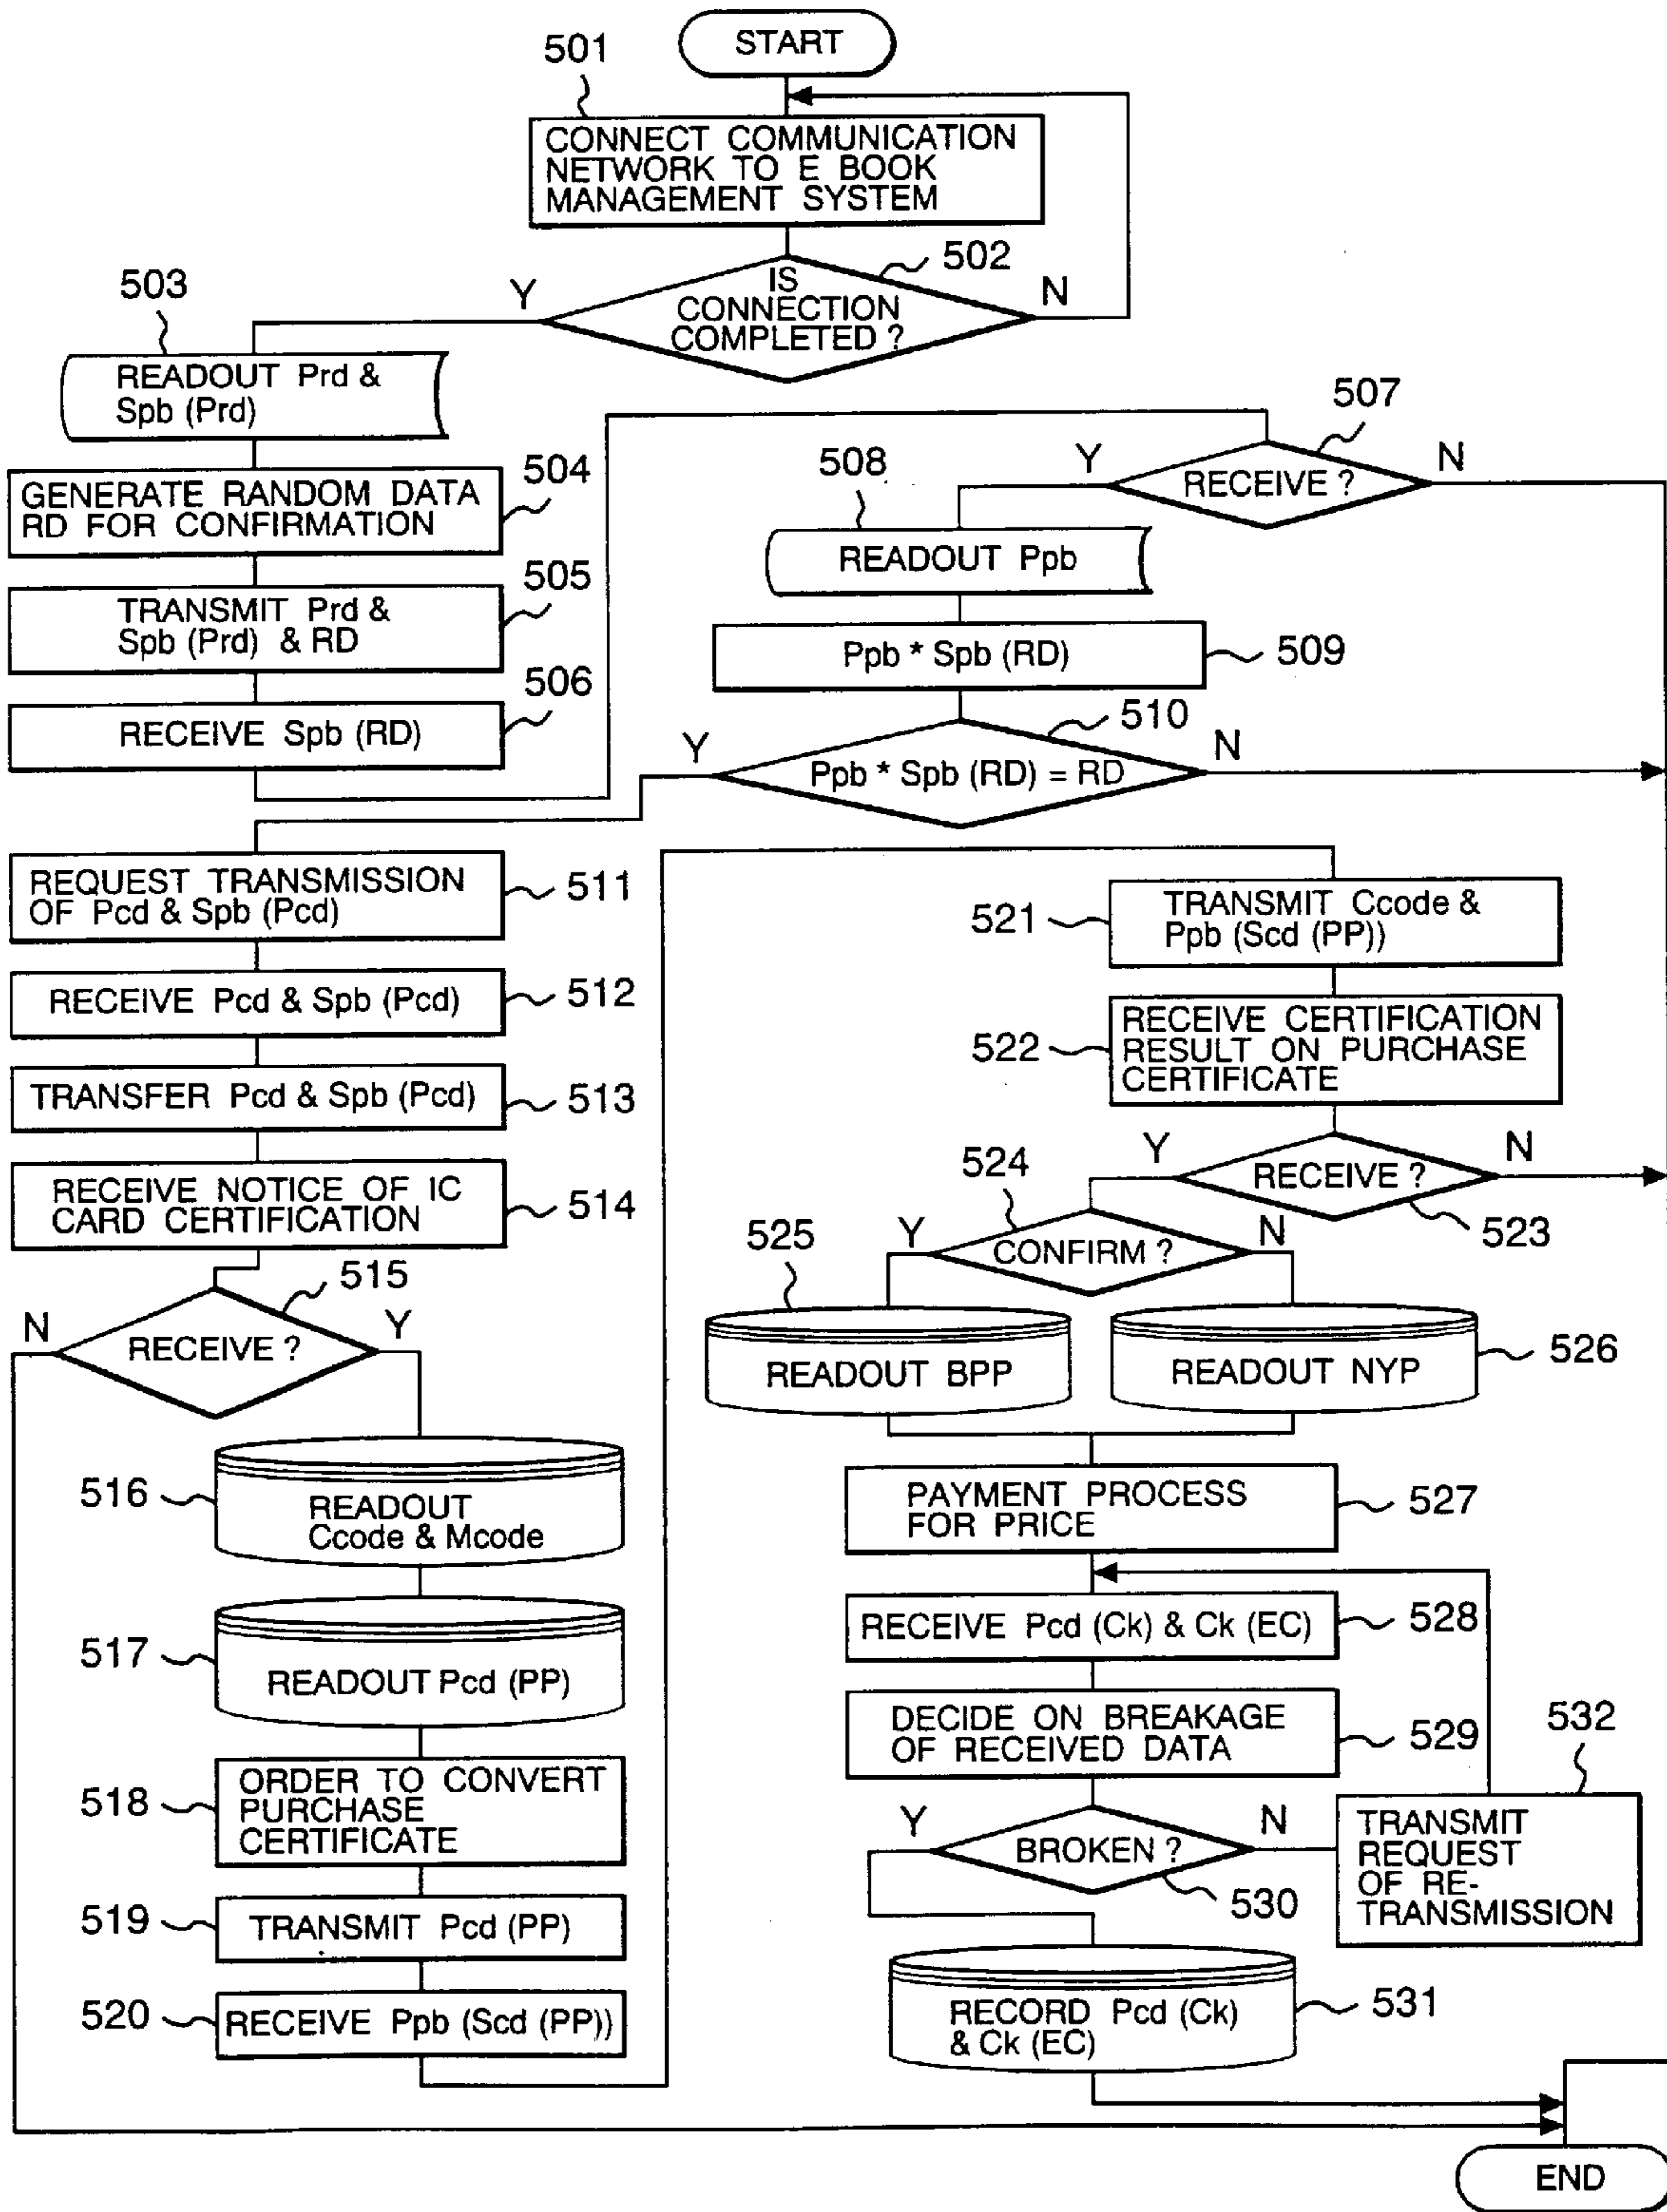 START
501
CONNECT COMMUNICATION
NETWORK TO E BOOK
MANAGEMENT SYSTEM
502
IS
CONNECTION
COMPLETED ?
Y
N
503
READOUT Prd &
Spb (Prd)
504
GENERATE RANDOM DATA
RD FOR CONFIRMATION
505
TRANSMIT Prd &
Spb (Prd) & RD
506
RECEIVE Spb (RD)
507
Y
N
RECEIVE ?
508
READOUT Ppb
Ppb * Spb (RD)
509
510
Y
N
Ppb * Spb (RD) = RD
REQUEST TRANSMISSION
OF Pcd & Spb (Pcd)
511
RECEIVE Pcd & Spb (Pcd)
512
TRANSFER Pcd & Spb (Pcd)
513
RECEIVE NOTICE OF IC
CARD CERTIFICATION
514
515
N
Y
RECEIVE ?
516
READOUT
Ccode & Mcode
517
READOUT Pcd (PP)
518
ORDER TO CONVERT
PURCHASE
CERTIFICATE
519
TRANSMIT Pcd (PP)
520
RECEIVE Ppb (Scd (PP))
521
TRANSMIT Ccode &
Ppb (Scd (PP))
522
RECEIVE CERTIFICATION
RESULT ON PURCHASE
CERTIFICATE
Y
N
RECEIVE ?
523
524
Y
N
CONFIRM ?
525
READOUT BPP
READOUT NYP
526
PAYMENT PROCESS
FOR PRICE
527
RECEIVE Pcd (Ck) & Ck (EC)
528
DECIDE ON BREAKAGE
OF RECEIVED DATA
529
Y
N
BROKEN ?
530
532
TRANSMIT
REQUEST
OF RE-
TRANSMISSION
RECORD Pcd (Ck)
& Ck (EC)
531
END